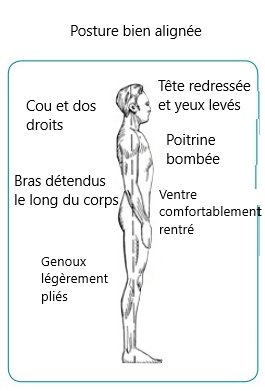 Posture bien alignée
Tête redressée
et yeux levés
Cou et dos
droits
Poitrine
bombée
Bras détendus
le long du corps
Ventre
comfortablement
rentré
Genoux
légèrement
pliés